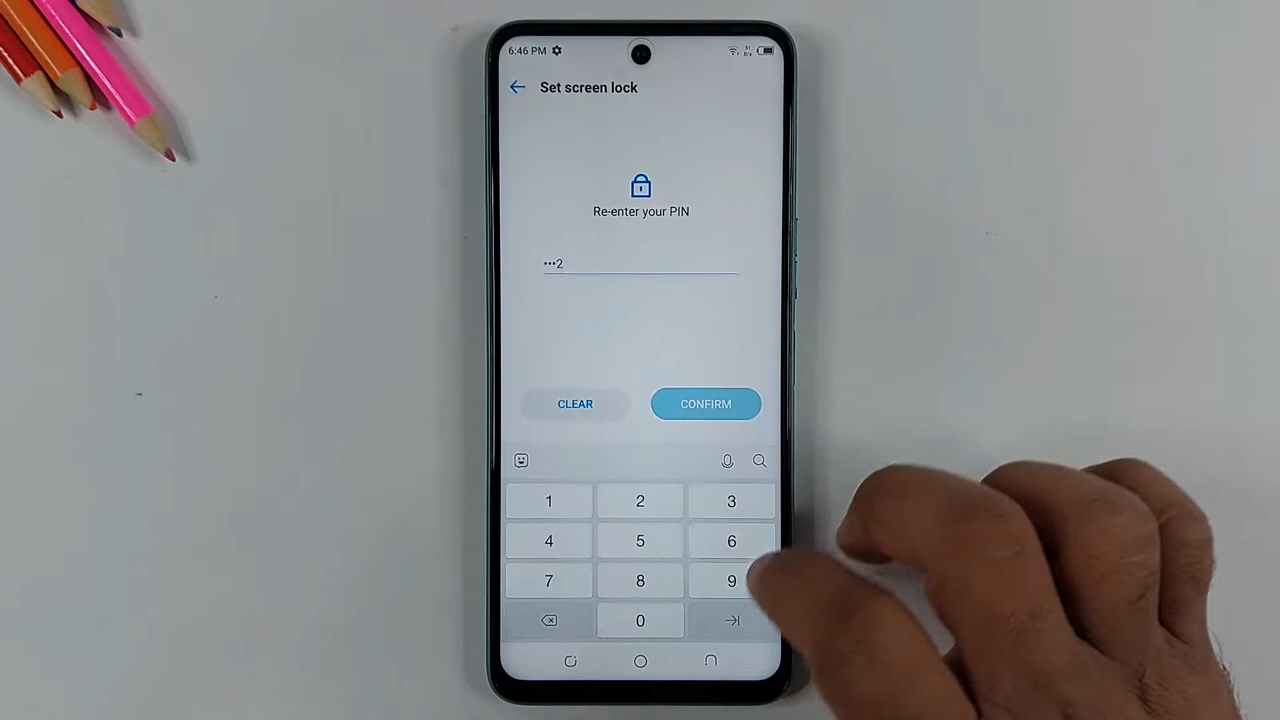 6:46 PM
Set screen lock
Re-enter your PIN
•••2
CLEAR
CONFIRM
1 2 3
4 5 6
7 8 9
0